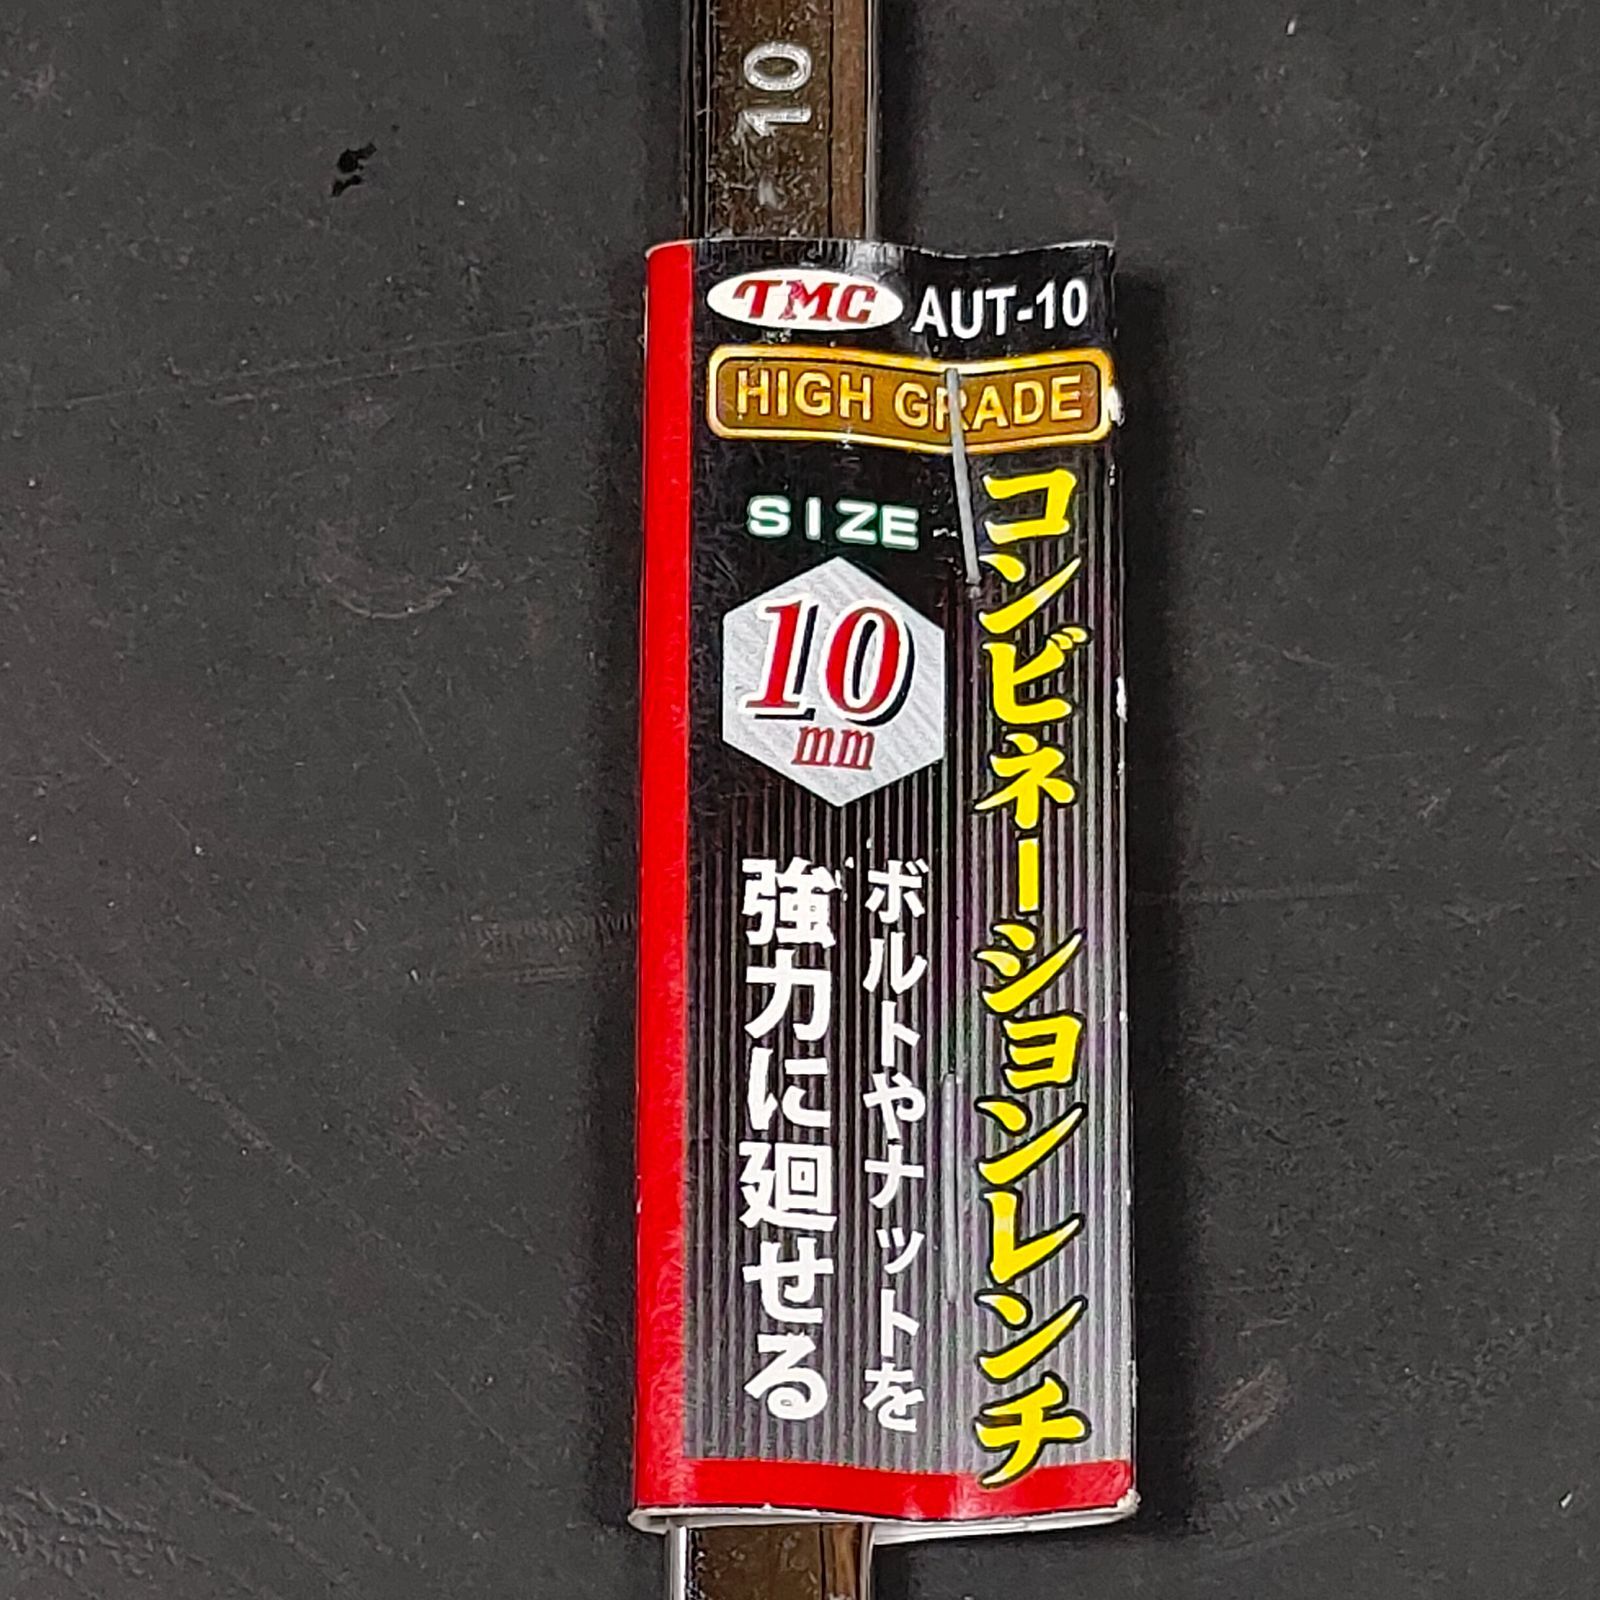 10
TMC AUT-10
HIGH GRADE
SIZE
10
mm
コンビネーションレンチ
ボルトやナットを
強力に廻せる